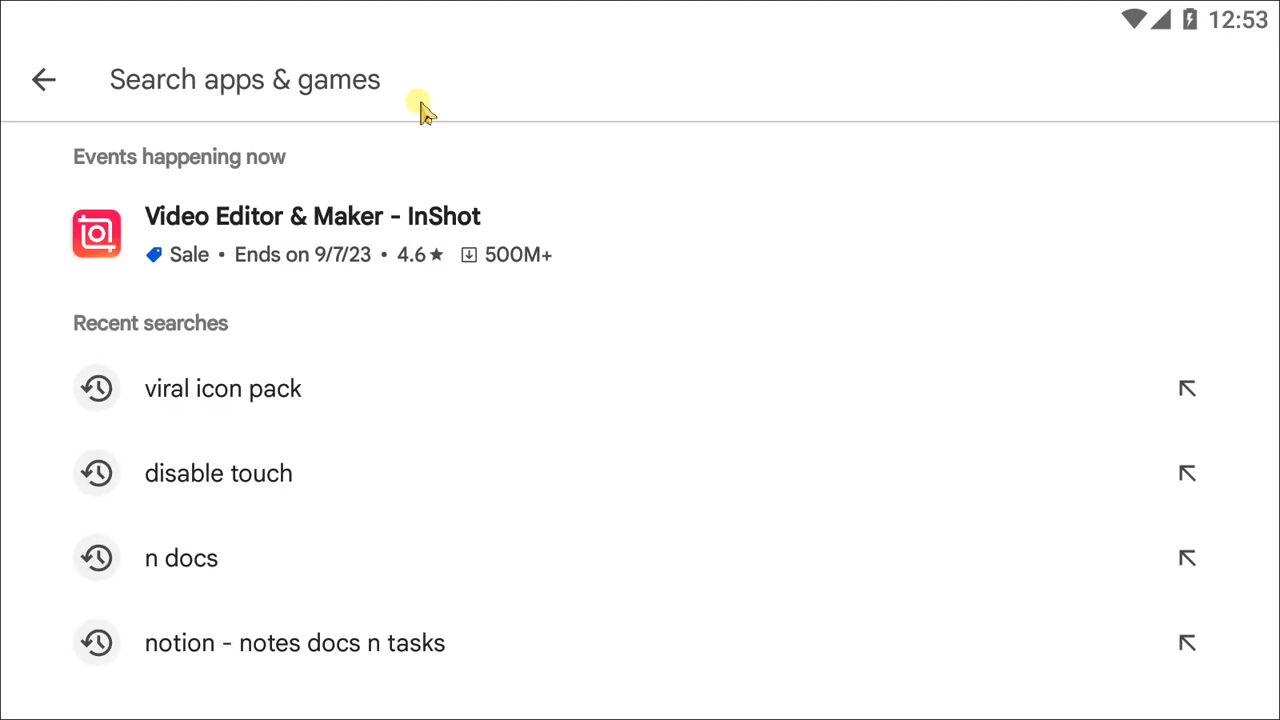 12:53
Search apps & games
Events happening now
Video Editor & Maker - InShot
Sale • Ends on 9/7/23 • 4.6★ 500M+
Recent searches
viral icon pack
disable touch
n docs
notion - notes docs n tasks